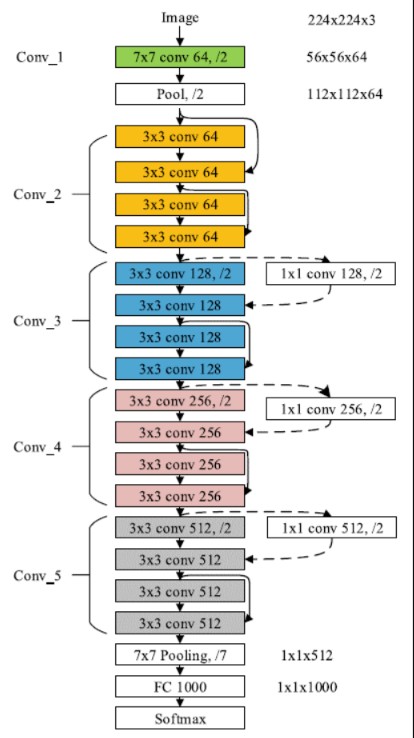 Image 224x224x3
Conv_1 7x7 conv 64, /2 56x56x64
Pool, /2 112x112x64
3x3 conv 64
3x3 conv 64
Conv_2
3x3 conv 64
3x3 conv 64
3x3 conv 128, /2 1x1 conv 128, /2
3x3 conv 128
Conv_3
3x3 conv 128
3x3 conv 128
3x3 conv 256, /2 1x1 conv 256, /2
3x3 conv 256
Conv_4
3x3 conv 256
3x3 conv 256
3x3 conv 512, /2 1x1 conv 512, /2
3x3 conv 512
Conv_5
3x3 conv 512
3x3 conv 512
7x7 Pooling, /7 1x1x512
FC 1000 1x1x1000
Softmax